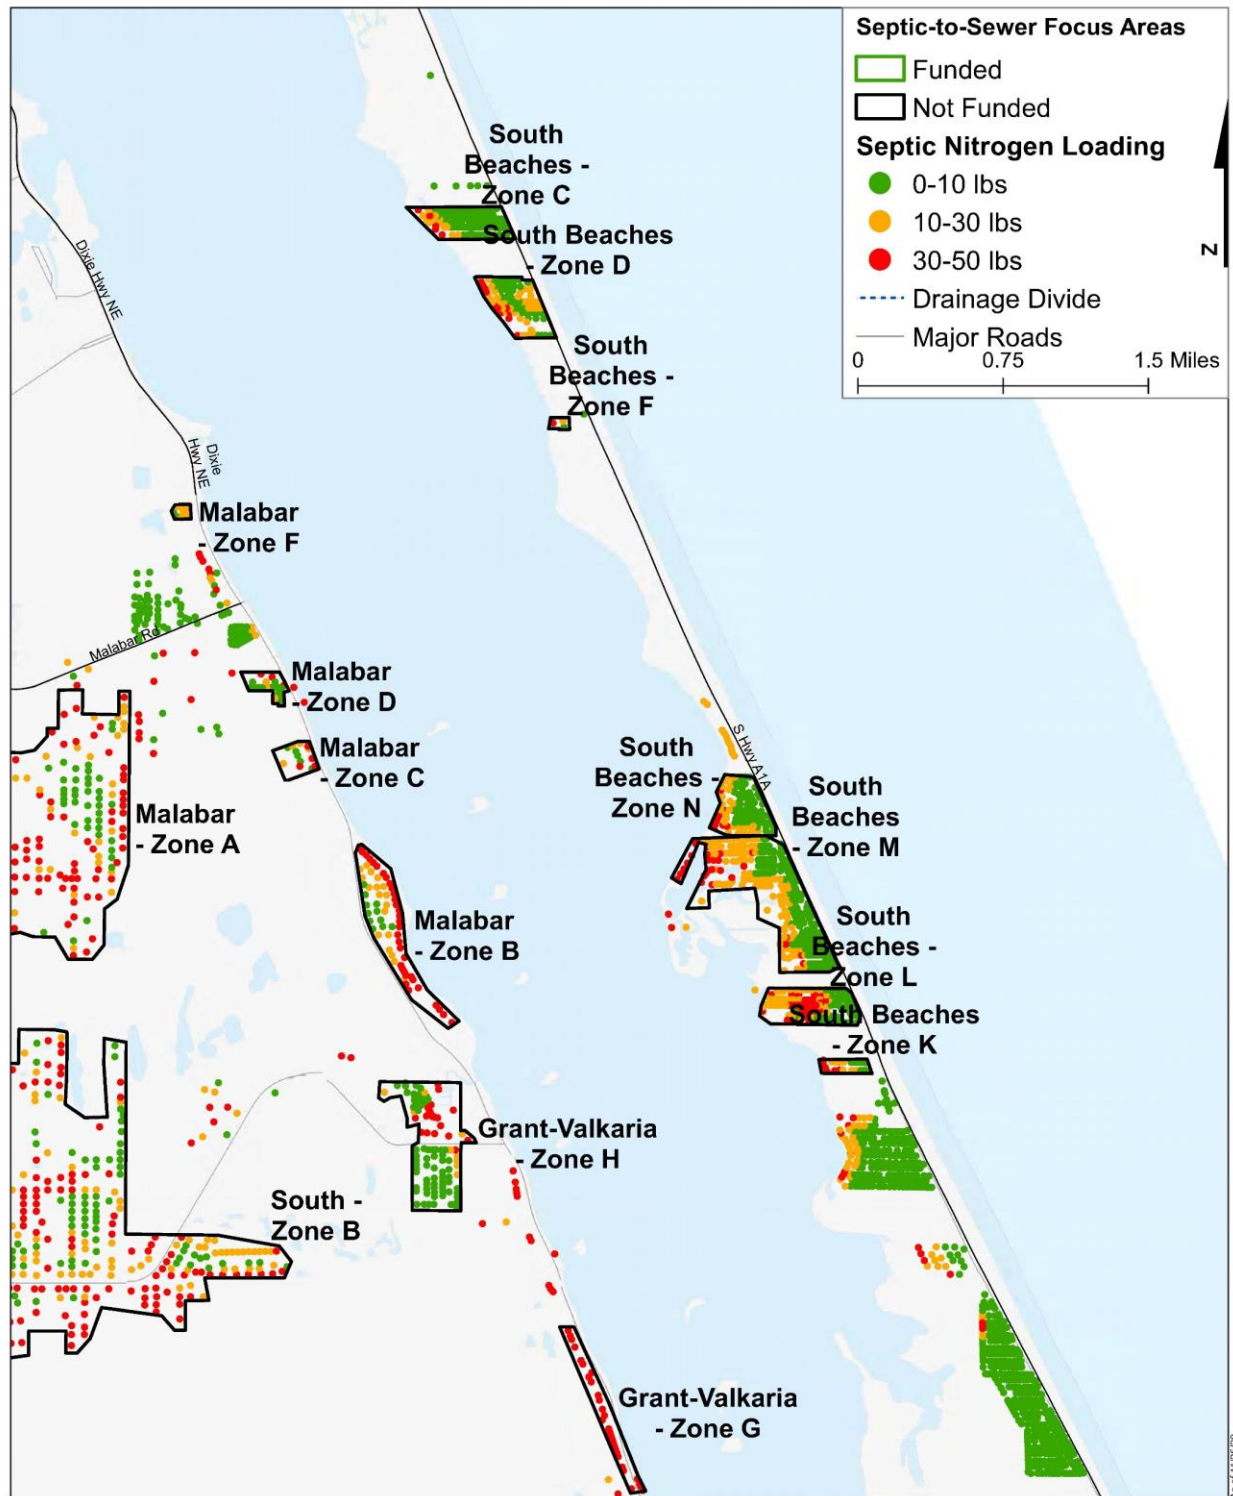 Septic-to-Sewer Focus Areas
Funded
Not Funded
Septic Nitrogen Loading
0-10 lbs
10-30 lbs
30-50 lbs
Drainage Divide
Major Roads
0 0.75 1.5 Miles
N
South
Beaches -
Zone C
South Beaches
- Zone D
South
Beaches -
Zone F
Dixie Hwy NE
Dixie
Hwy NE
Malabar
- Zone F
Malabar Rd
Malabar
- Zone D
Malabar
- Zone C
Malabar
- Zone A
Malabar
- Zone B
S Hwy A1A
South
Beaches -
Zone N
South
Beaches
- Zone M
South
Beaches -
Zone L
South Beaches
- Zone K
Grant-Valkaria
- Zone H
South -
Zone B
Grant-Valkaria
- Zone G